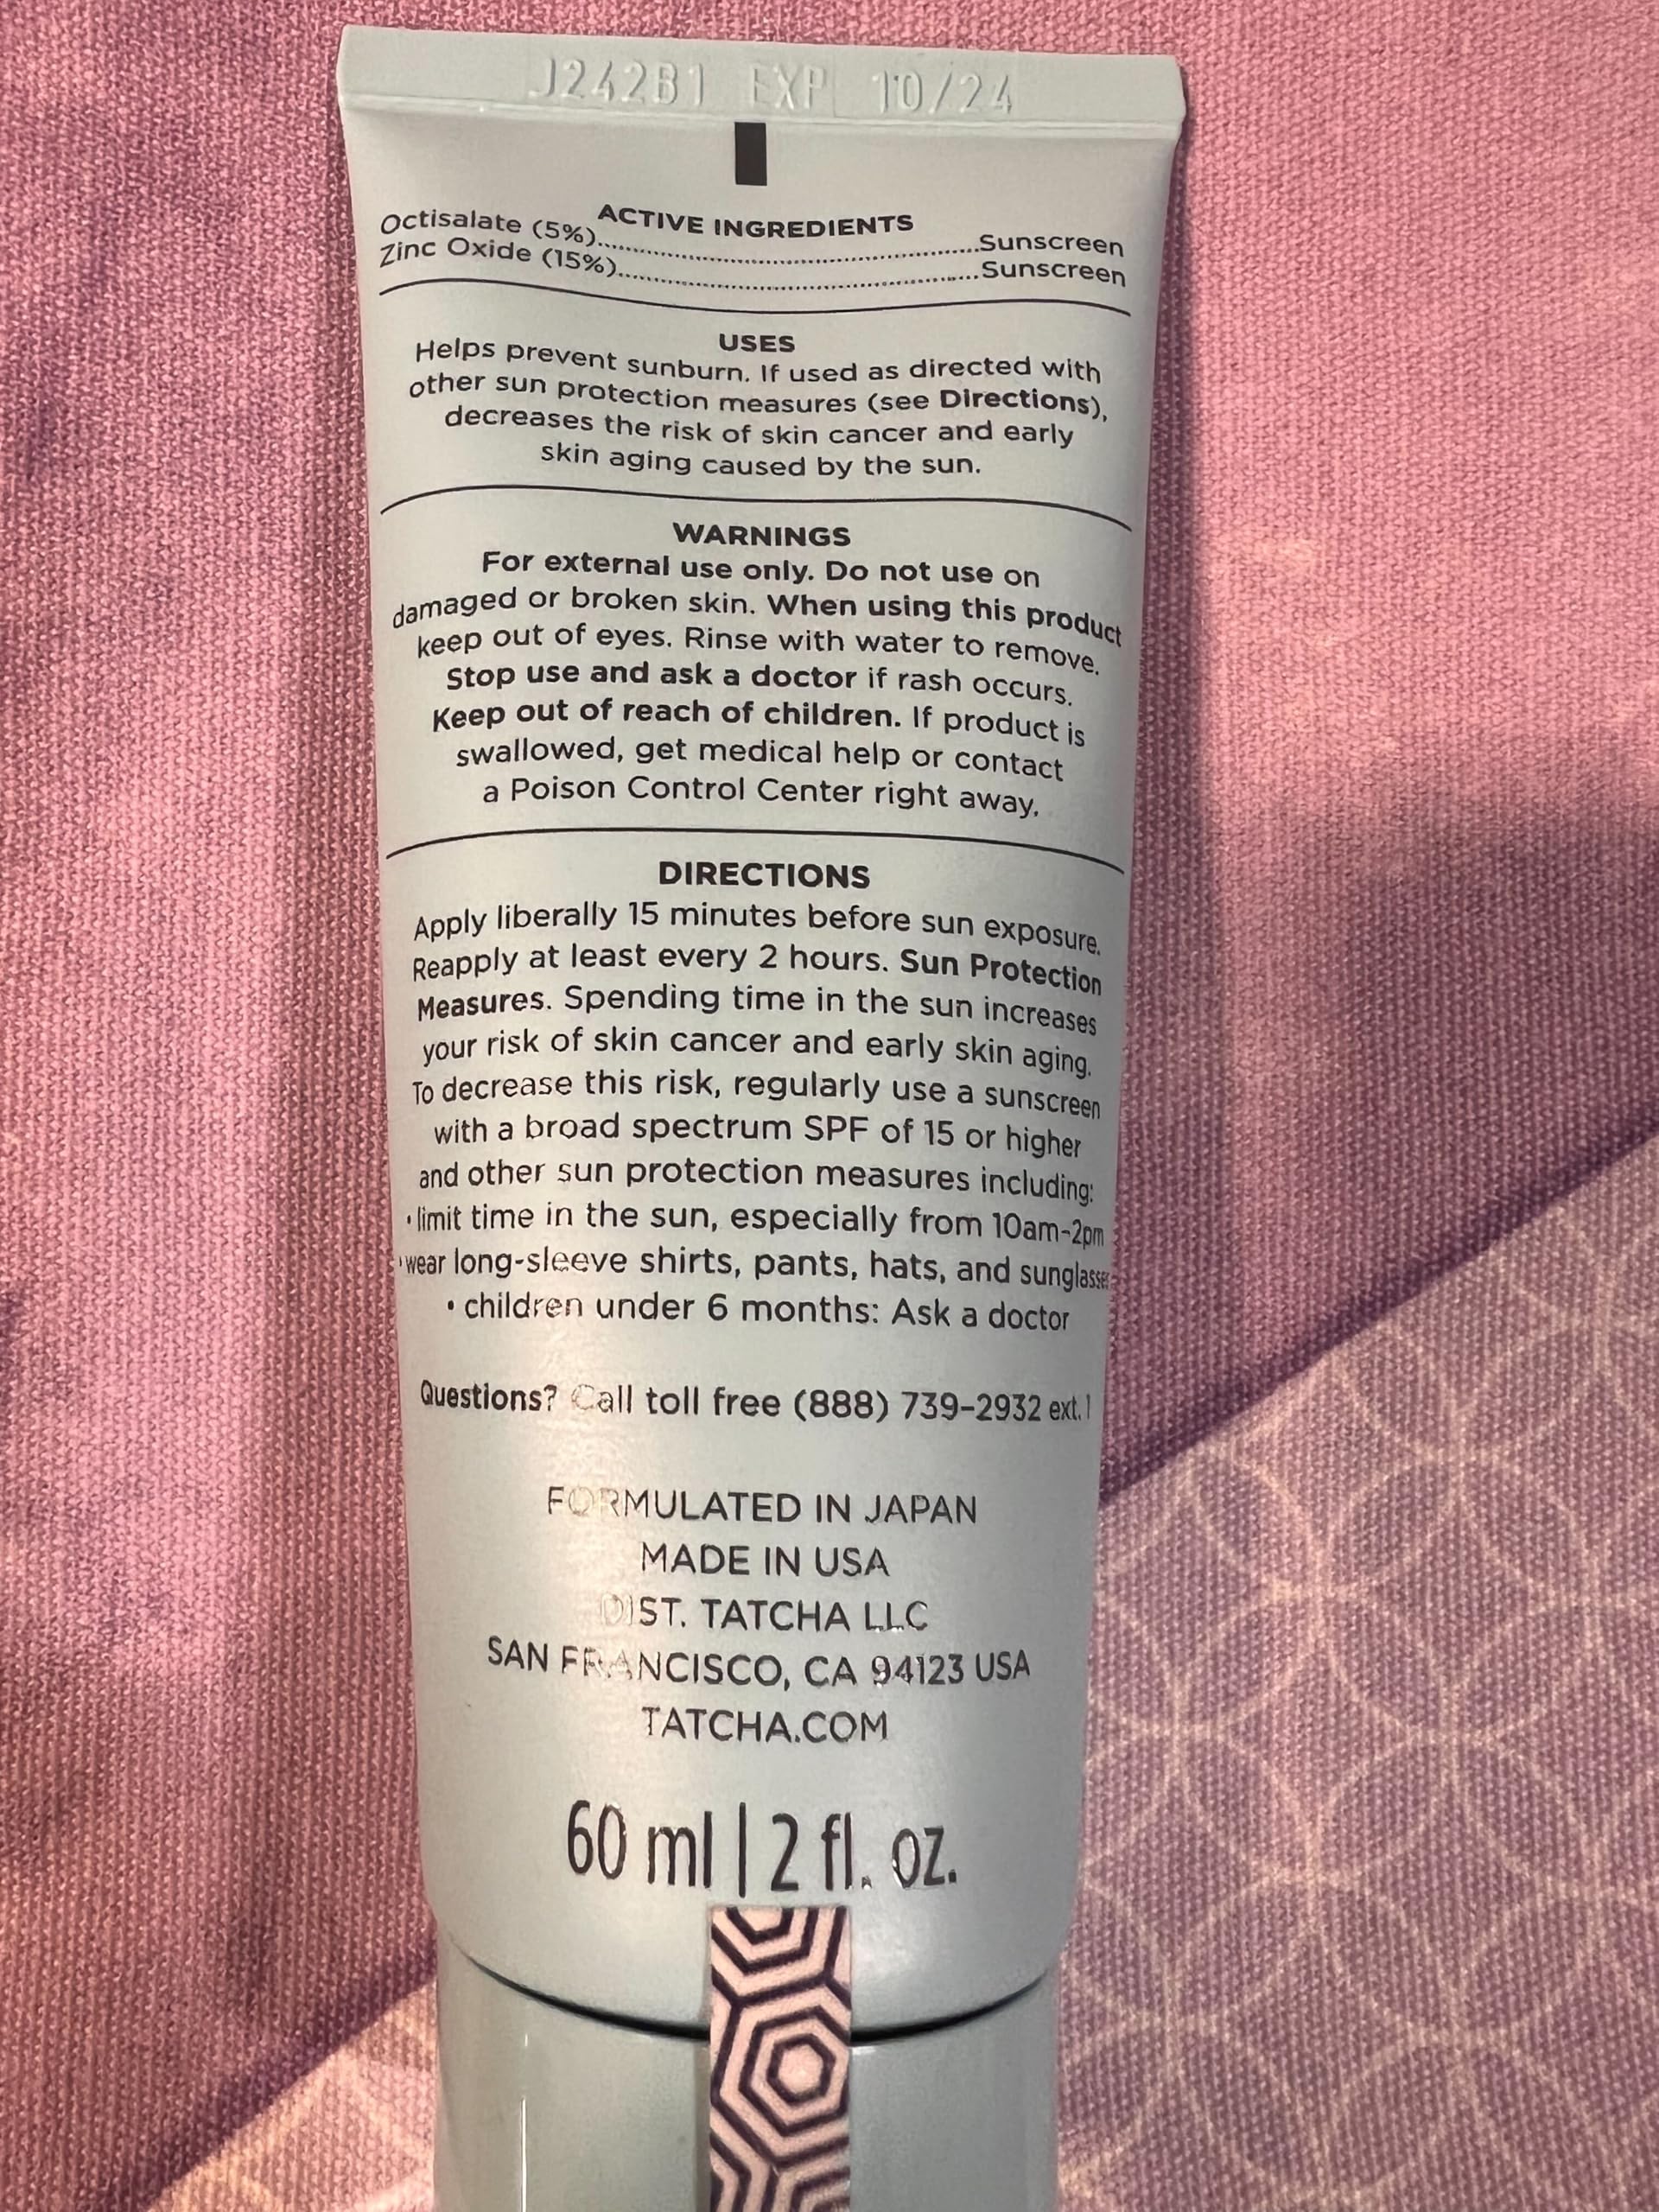 J242B1 EXP 10/24
ACTIVE INGREDIENTS
Octisalate (5%)..........Sunscreen
Zinc Oxide (15%)..........Sunscreen
USES
Helps prevent sunburn. If used as directed with
other sun protection measures (see Directions),
decreases the risk of skin cancer and early
skin aging caused by the sun.
WARNINGS
For external use only. Do not use on
damaged or broken skin. When using this product
keep out of eyes. Rinse with water to remove.
Stop use and ask a doctor if rash occurs.
Keep out of reach of children. If product is
swallowed, get medical help or contact
a Poison Control Center right away.
DIRECTIONS
Apply liberally 15 minutes before sun exposure.
Reapply at least every 2 hours. Sun Protection
Measures. Spending time in the sun increases
your risk of skin cancer and early skin aging.
To decrease this risk, regularly use a sunscreen
with a broad spectrum SPF of 15 or higher
and other sun protection measures including:
• limit time in the sun, especially from 10am-2pm
• wear long-sleeve shirts, pants, hats, and sunglasses
• children under 6 months: Ask a doctor
Questions? Call toll free (888) 739-2932 ext. 1
FORMULATED IN JAPAN
MADE IN USA
DIST. TATCHA LLC
SAN FRANCISCO, CA 94123 USA
TATCHA.COM
60 ml | 2 fl. oz.